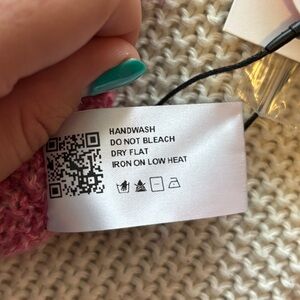 HANDWASH
DO NOT BLEACH
DRY FLAT
IRON ON LOW HEAT